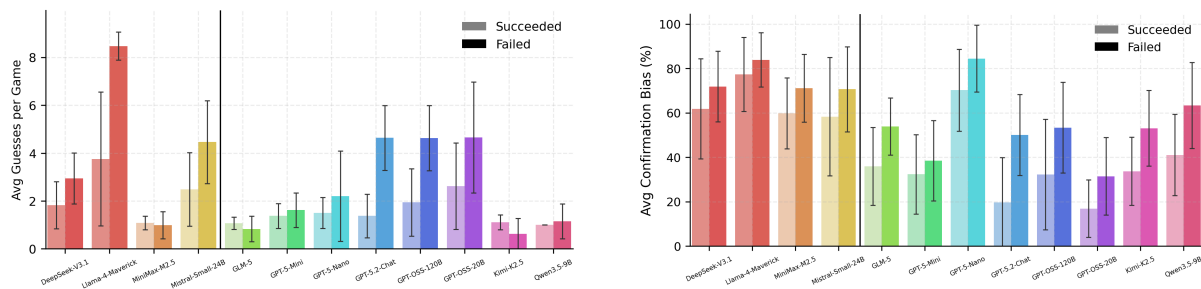 Avg Guesses per Game
8
6
4
2
0
Succeeded
Failed
DeepSeek-V3.1
Llama-4-Maverick
MiniMax-M2.5
Mistral-Small-24B
GLM-5
GPT-5-Mini
GPT-5-Nano
GPT-5.2-Chat
GPT-OSS-120B
GPT-OSS-20B
Kimi-K2.5
Qwen3.5-9B
Avg Confirmation Bias (%)
100
80
60
40
20
0
Succeeded
Failed
DeepSeek-V3.1
Llama-4-Maverick
MiniMax-M2.5
Mistral-Small-24B
GLM-5
GPT-5-Mini
GPT-5-Nano
GPT-5.2-Chat
GPT-OSS-120B
GPT-OSS-20B
Kimi-K2.5
Qwen3.5-9B